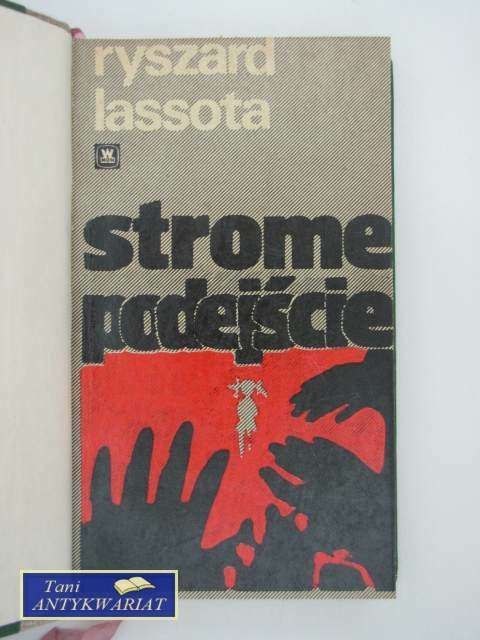 ryszard
lassota
strome
podejście
Tani
ANTYKWARIAT